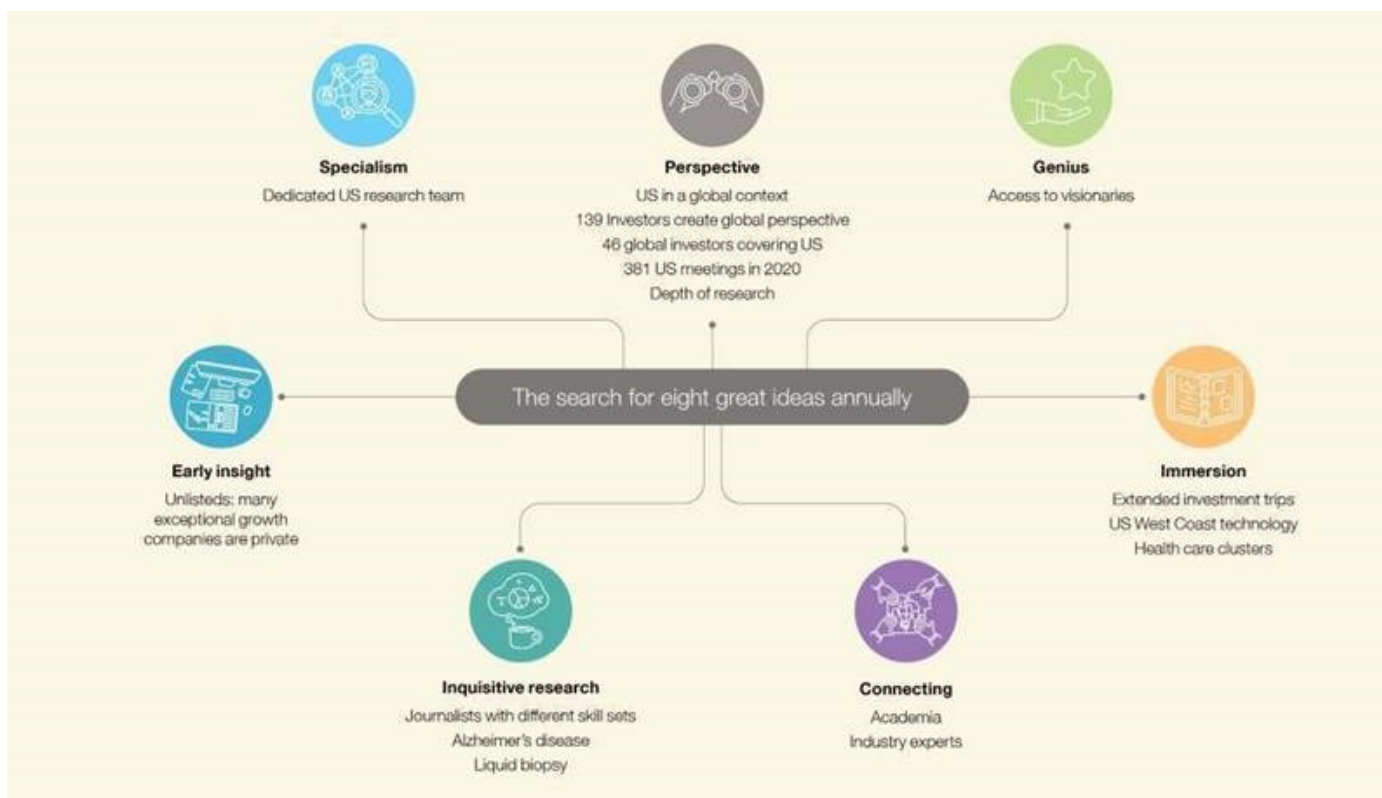 Specialism
Dedicated US research team
Perspective
US in a global context
139 Investors create global perspective
46 global investors covering US
381 US meetings in 2020
Depth of research
Genius
Access to visionaries
The search for eight great ideas annually
Early insight
Unlisteds: many
exceptional growth
companies are private
Immersion
Extended investment trips
US West Coast technology
Health care clusters
Inquisitive research
Journalists with different skill sets
Alzheimer's disease
Liquid biopsy
Connecting
Academia
Industry experts